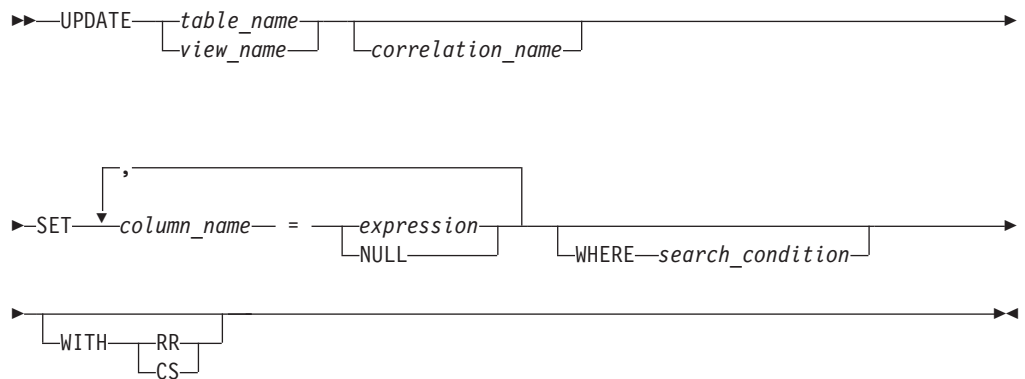 UPDATE table_name
view_name correlation_name
,
SET column_name = expression
NULL WHERE search_condition
WITH RR
CS